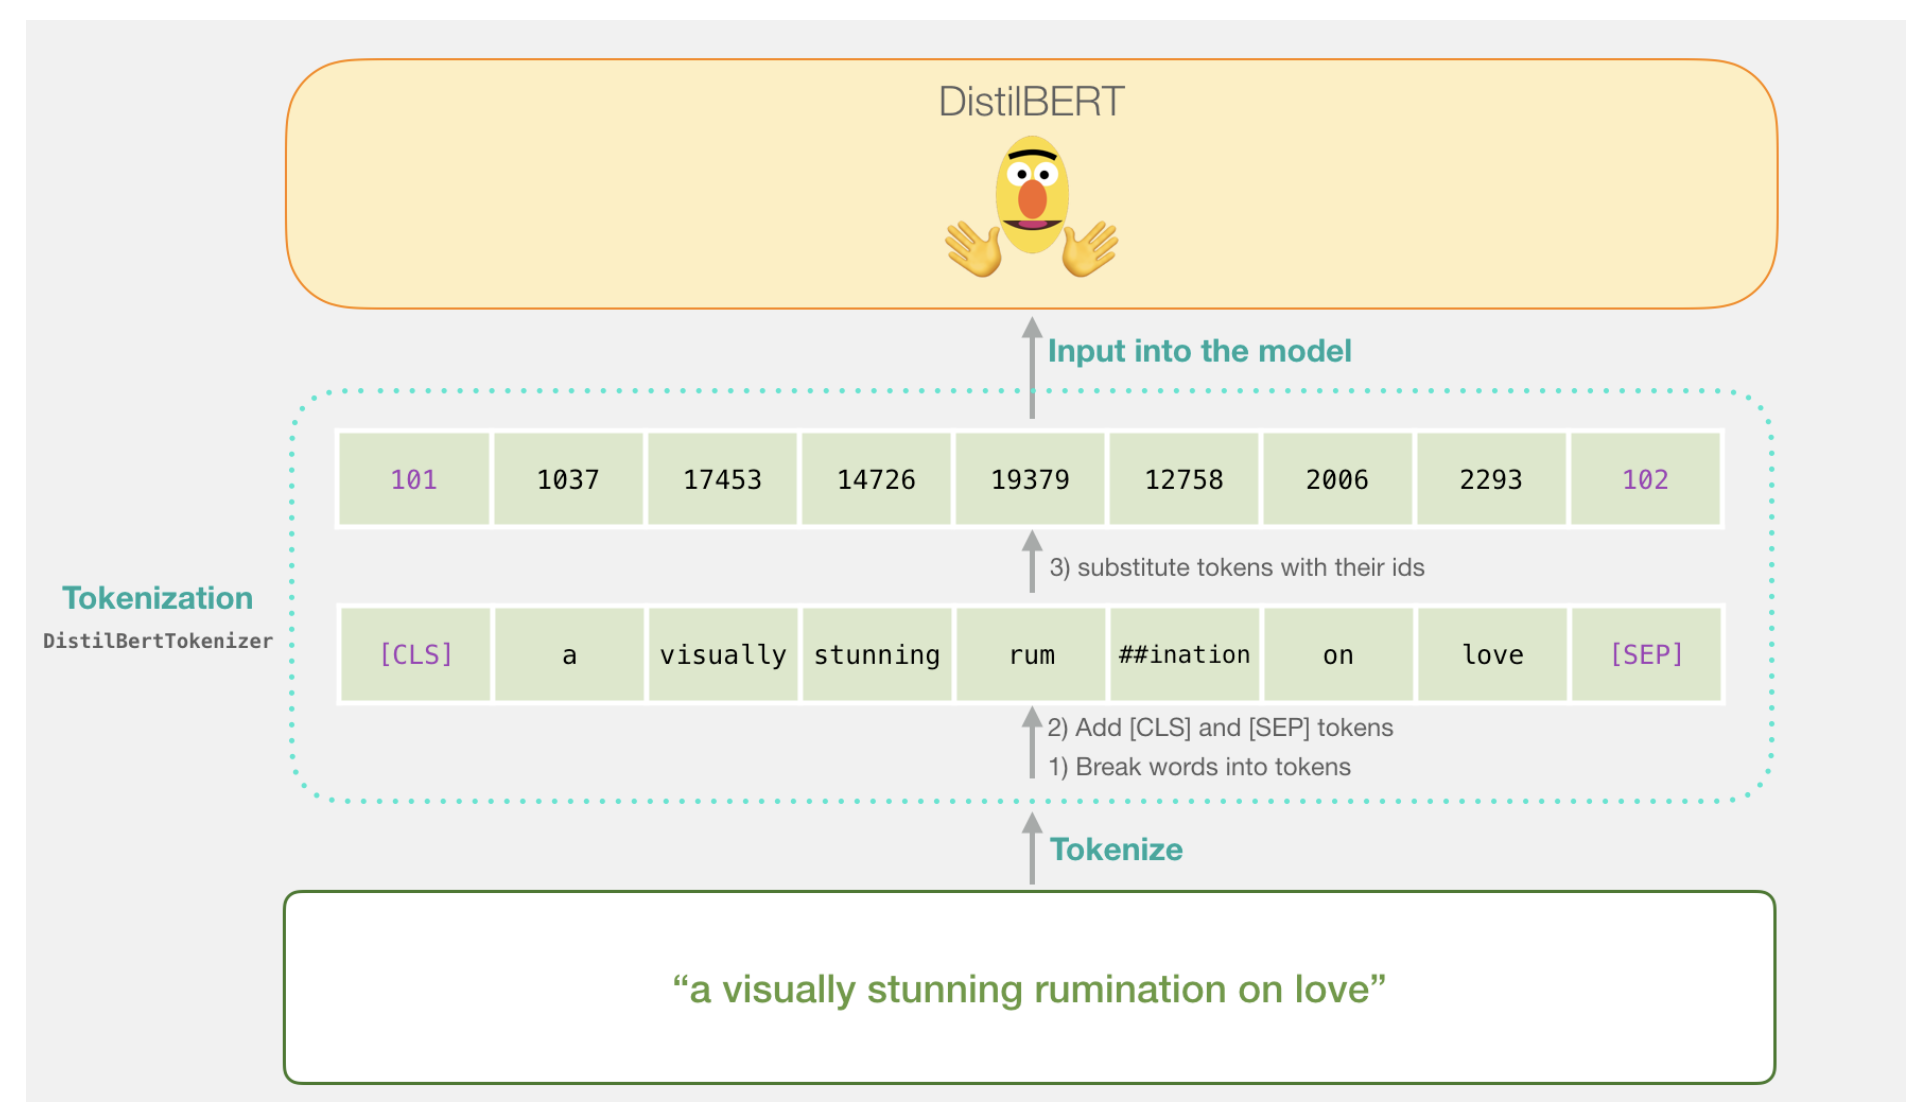 DistilBERT
Input into the model
101 1037 17453 14726 19379 12758 2006 2293 102
3) substitute tokens with their ids
Tokenization
DistilBertTokenizer
[CLS] a visually stunning rum ##ination on love [SEP]
2) Add [CLS] and [SEP] tokens
1) Break words into tokens
Tokenize
“a visually stunning rumination on love”